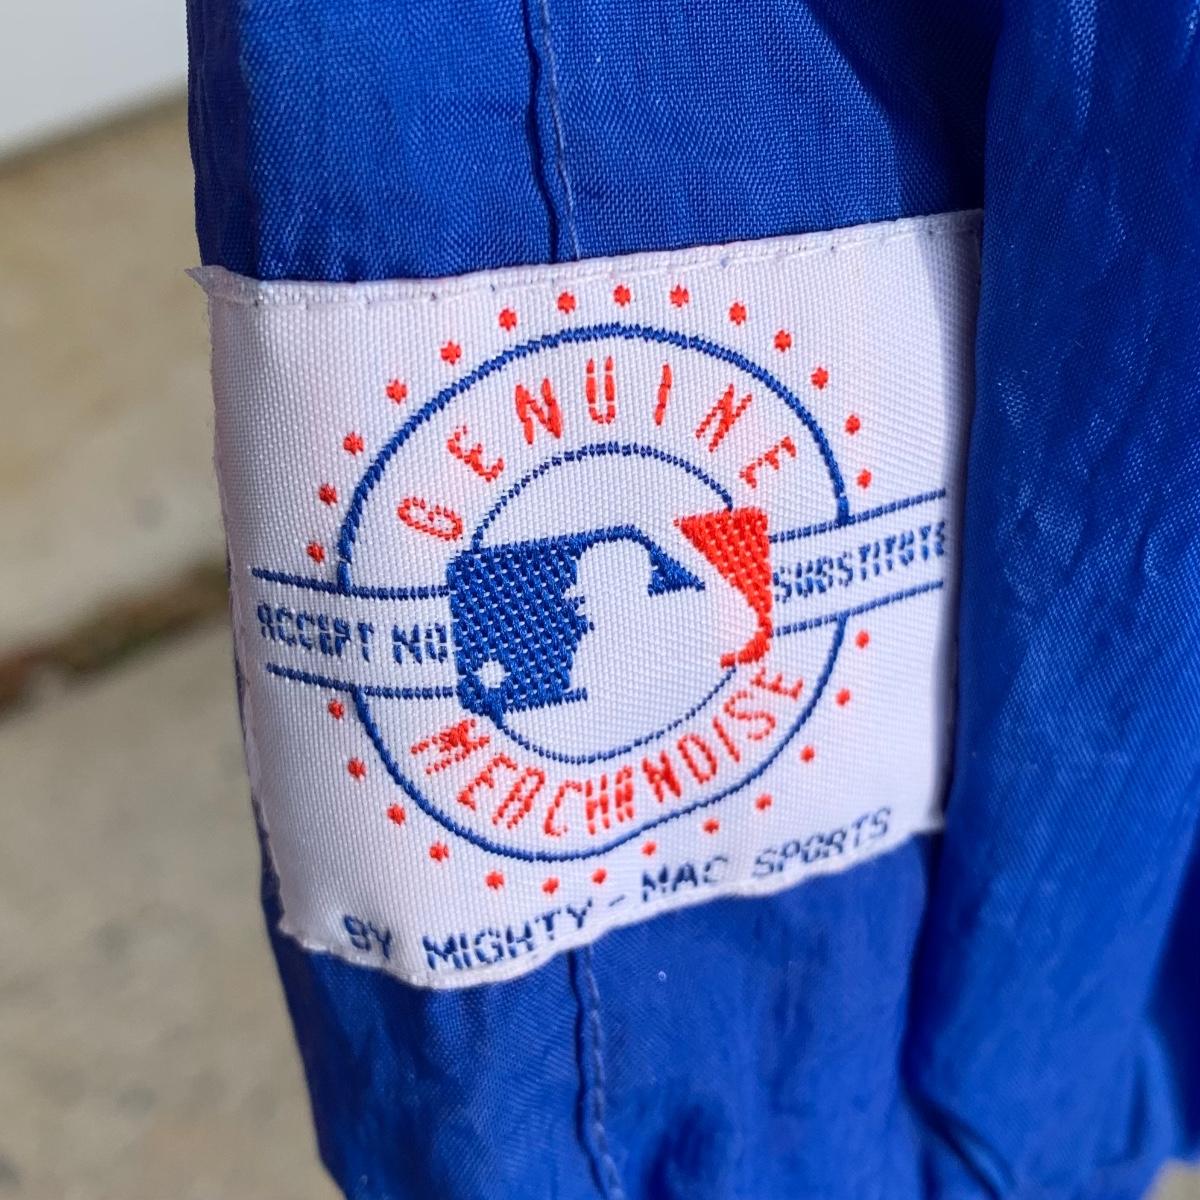 GENUINE
ACCEPT NO SUBSTITUTE
MERCHANDISE
BY MIGHTY-MAC SPORTS